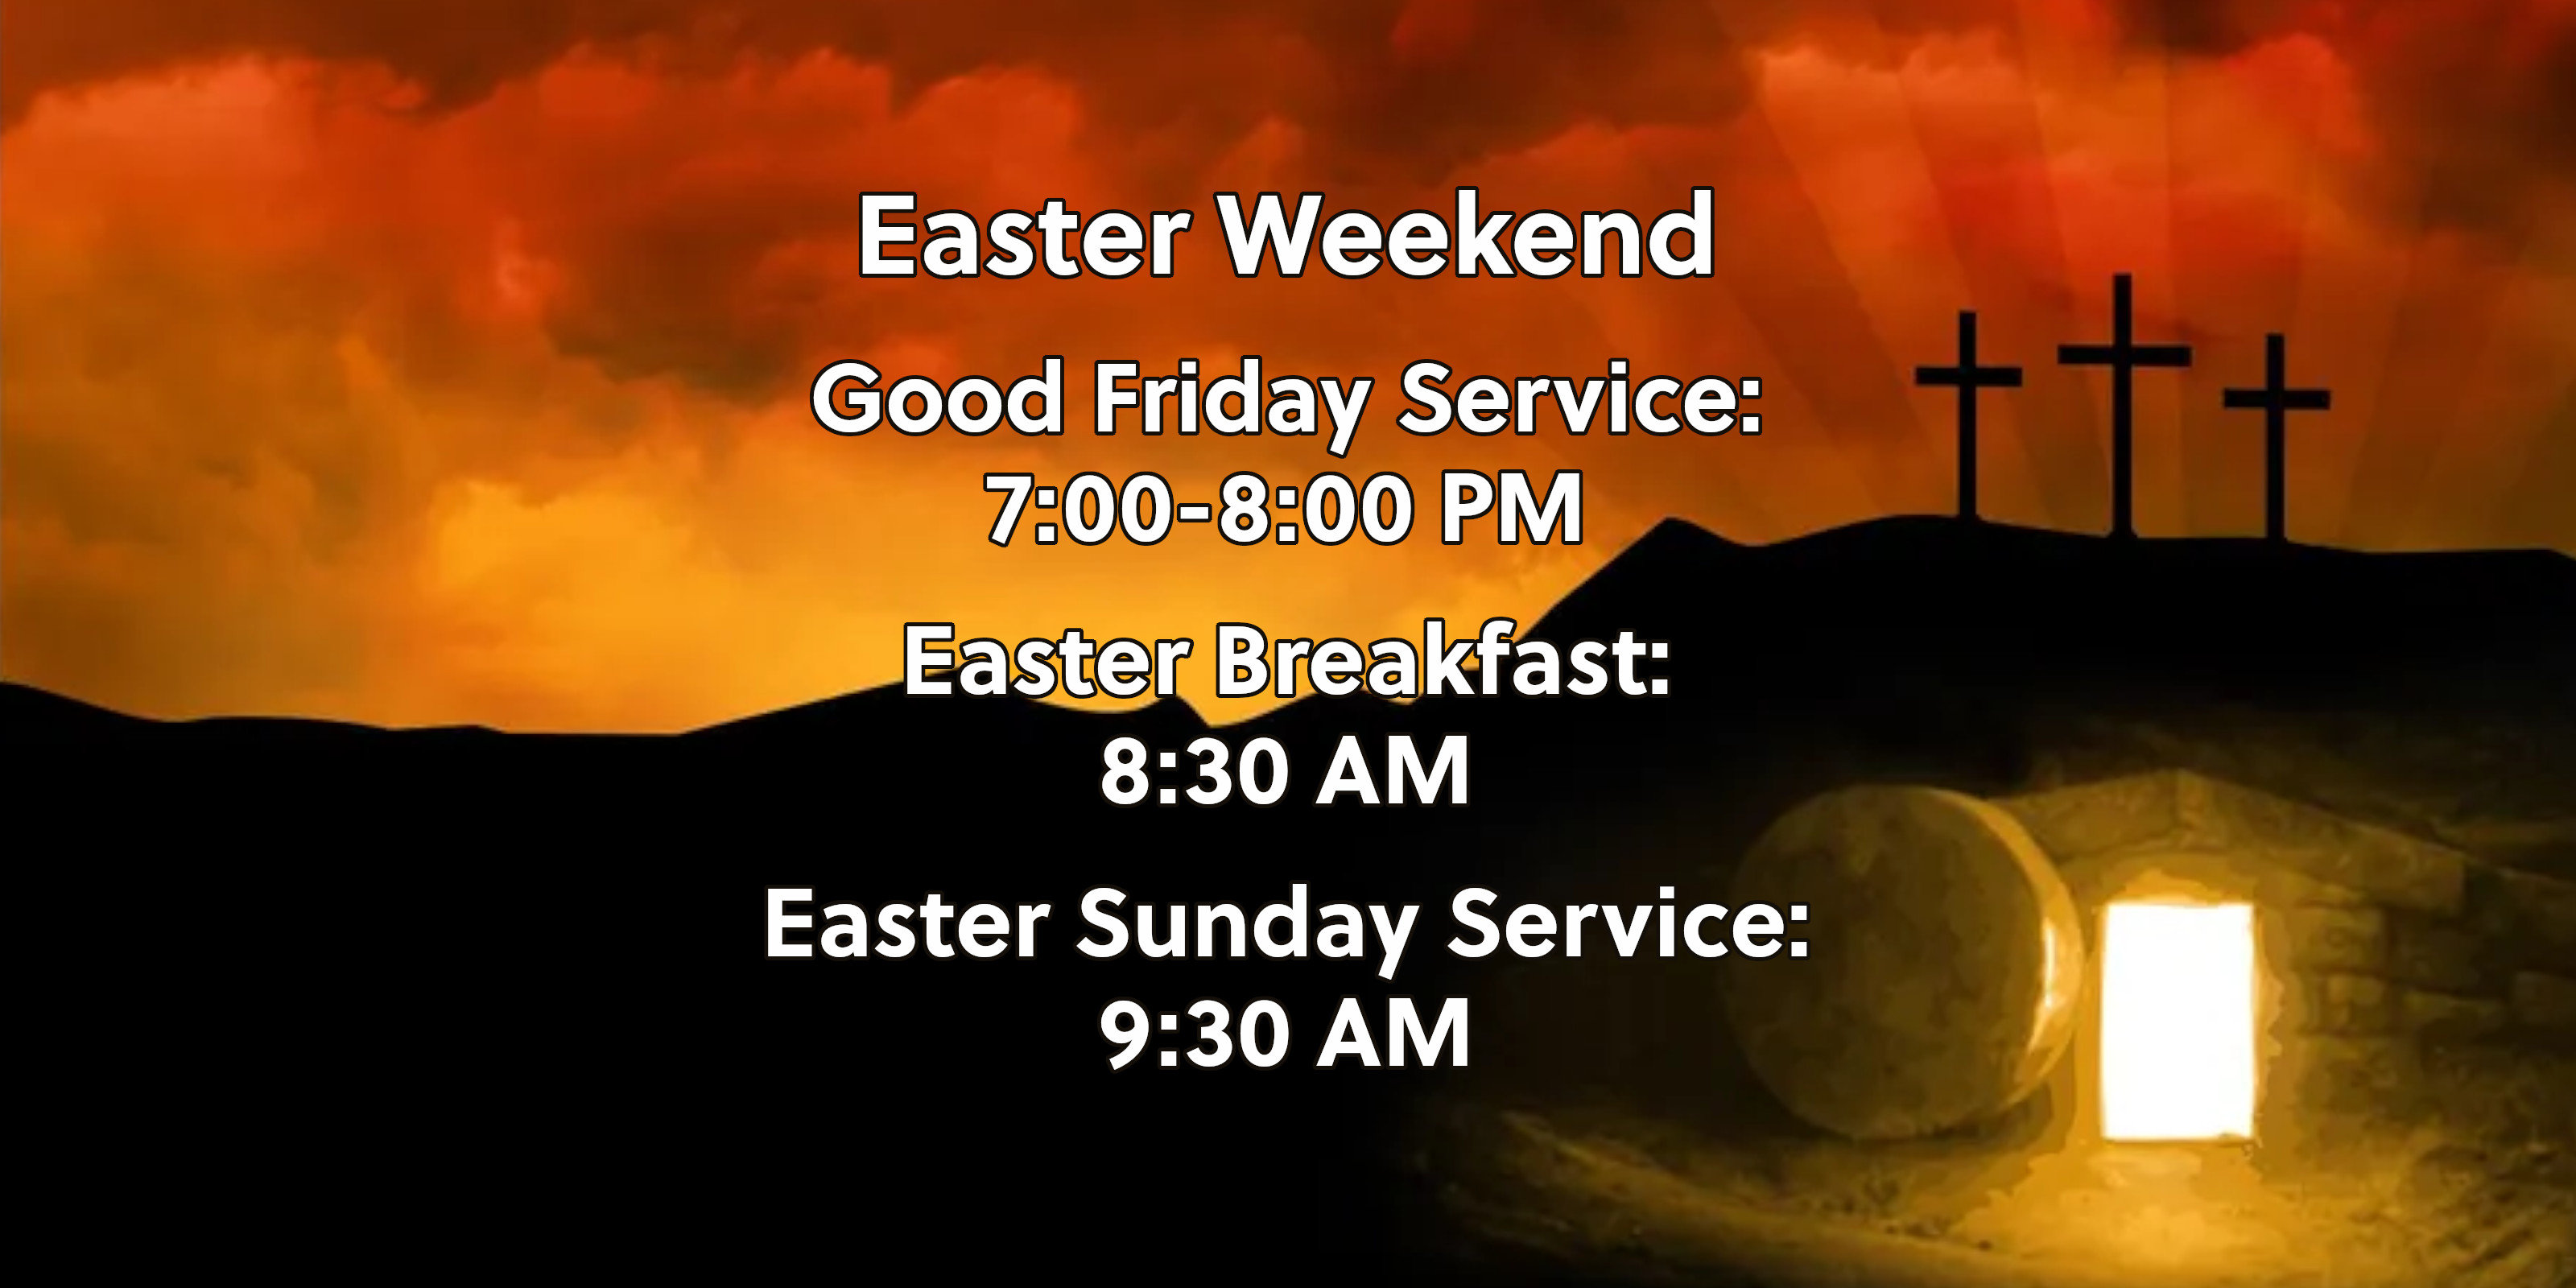 Easter Weekend
Good Friday Service:
7:00-8:00 PM
Easter Breakfast:
8:30 AM
Easter Sunday Service:
9:30 AM